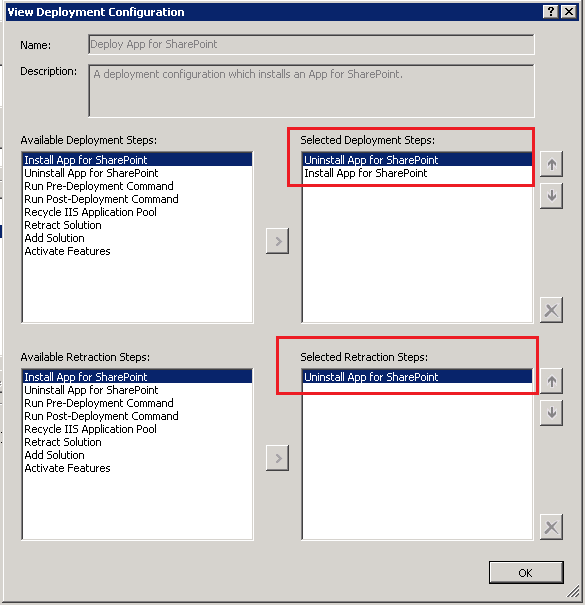 View Deployment Configuration
Name:
Deploy App for SharePoint
Description:
A deployment configuration which installs an App for SharePoint.
Available Deployment Steps:
Install App for SharePoint
Uninstall App for SharePoint
Run Pre-Deployment Command
Run Post-Deployment Command
Recycle IIS Application Pool
Retract Solution
Add Solution
Activate Features
Selected Deployment Steps:
Uninstall App for SharePoint
Install App for SharePoint
Available Retraction Steps:
Install App for SharePoint
Uninstall App for SharePoint
Run Pre-Deployment Command
Run Post-Deployment Command
Recycle IIS Application Pool
Retract Solution
Add Solution
Activate Features
Selected Retraction Steps:
Uninstall App for SharePoint
OK